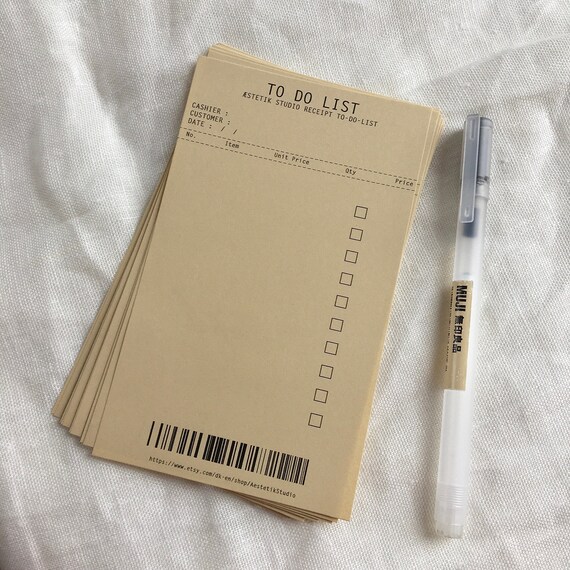 TO DO LIST
ÆSTETIK STUDIO RECEIPT TO-DO-LIST
CASHIER :
CUSTOMER :
DATE : / /
No. Item Unit Price Qty Price
https://www.etsy.com/dk-en/shop/AestetikStudio
MUJI 無印良品